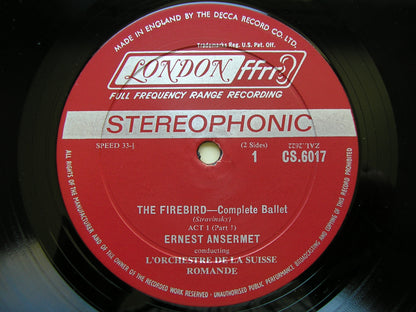 MADE IN ENGLAND BY THE DECCA RECORD CO. LTD.
Trademarks Reg. U.S. Pat. Off.
LONDON ffrr
FULL FREQUENCY RANGE RECORDING
STEREOPHONIC
SPEED 33⅓
(2 Sides)
ZAL.2622
1
CS.6017
THE FIREBIRD—Complete Ballet
(Stravinsky)
ACT 1 (Part 1)
ERNEST ANSERMET
conducting
L'ORCHESTRE DE LA SUISSE
ROMANDE
ALL RIGHTS OF THE MANUFACTURER AND OF THE OWNER OF THE RECORDED WORK RESERVED · UNAUTHORISED PUBLIC PERFORMANCE, BROADCASTING AND COPYING OF THIS RECORD PROHIBITED